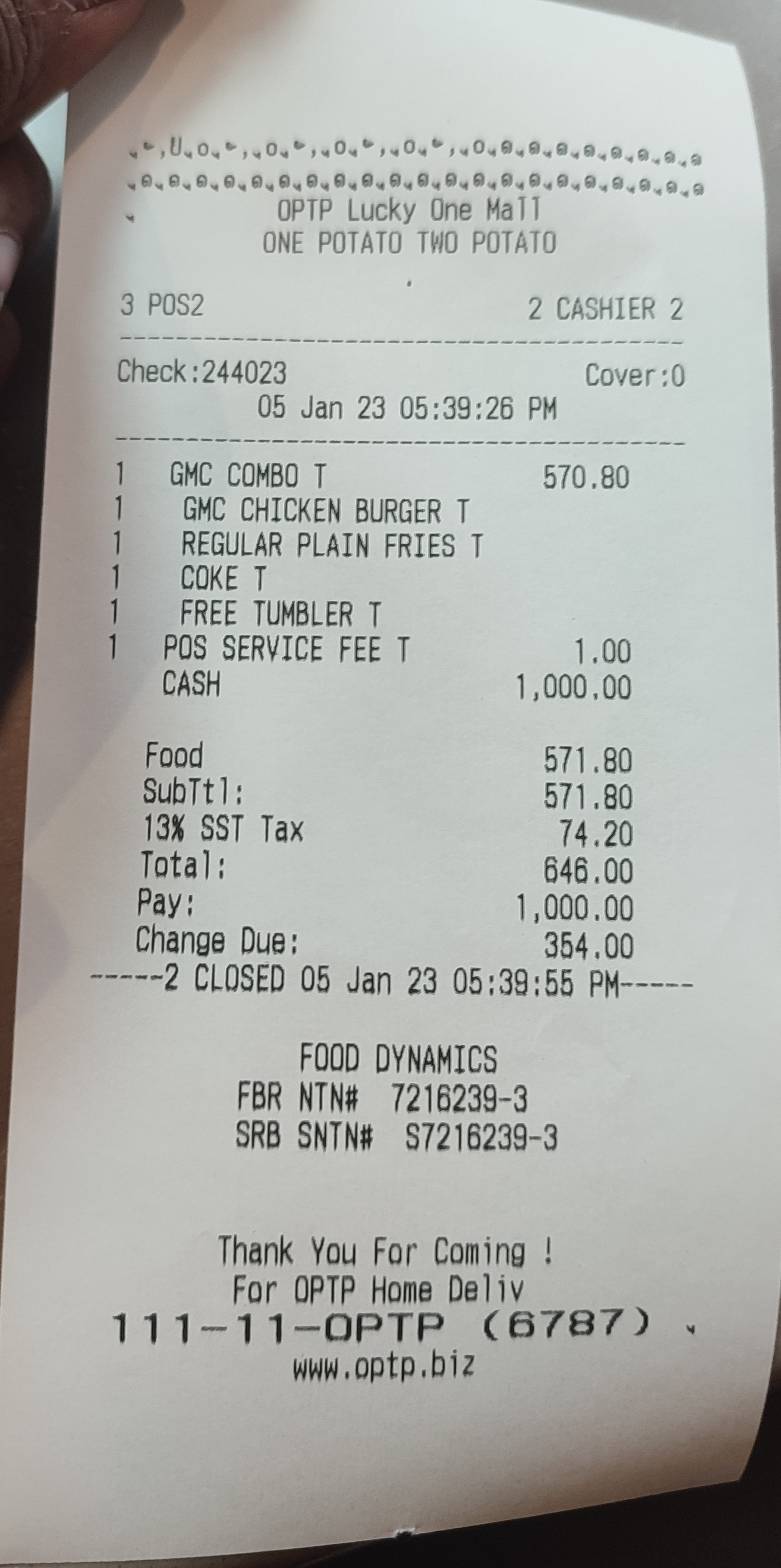 OPTP Lucky One Mall
ONE POTATO TWO POTATO
3 POS2 2 CASHIER 2
Check:244023 Cover:0
05 Jan 23 05:39:26 PM
1 GMC COMBO T 570.80
1 GMC CHICKEN BURGER T
1 REGULAR PLAIN FRIES T
1 COKE T
1 FREE TUMBLER T
1 POS SERVICE FEE T 1.00
CASH 1,000.00
Food 571.80
SubTtl: 571.80
13% SST Tax 74.20
Total: 646.00
Pay: 1,000.00
Change Due: 354.00
-----2 CLOSED 05 Jan 23 05:39:55 PM-----
FOOD DYNAMICS
FBR NTN# 7216239-3
SRB SNTN# S7216239-3
Thank You For Coming !
For OPTP Home Deliv
111-11-OPTP (6787)
www.optp.biz